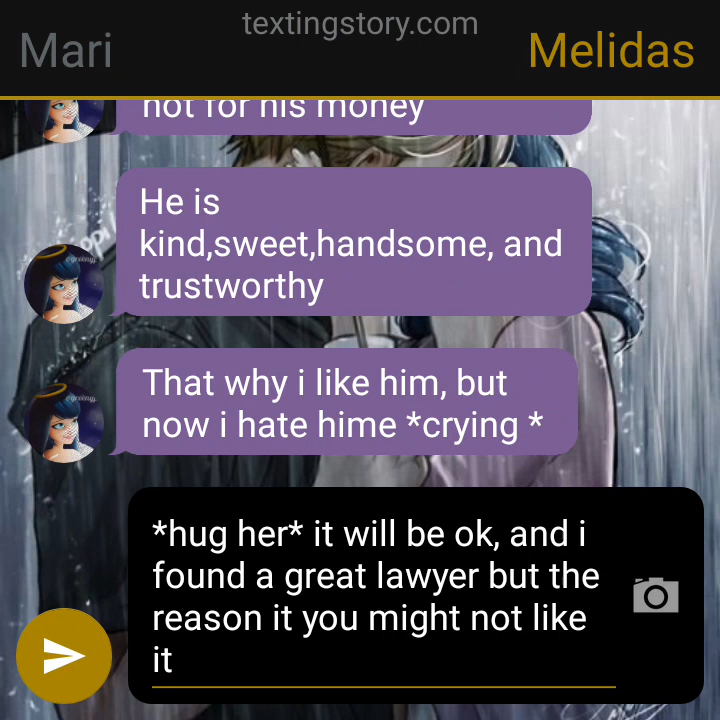 textingstory.com
Mari
Melidas
not for his money
He is
kind,sweet,handsome, and
trustworthy
That why i like him, but
now i hate hime *crying *
*hug her* it will be ok, and i
found a great lawyer but the
reason it you might not like
it